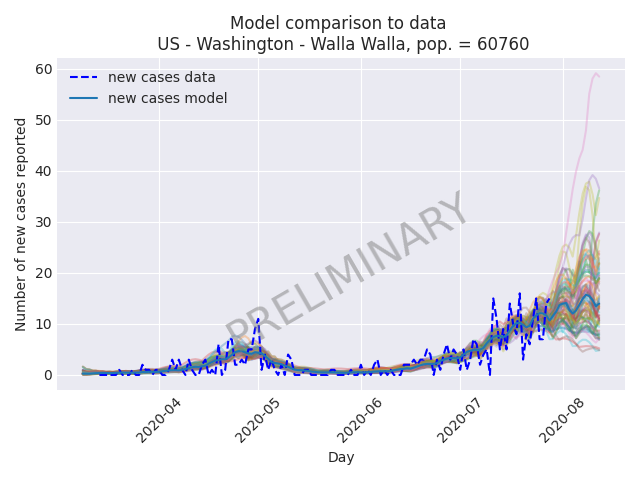 Model comparison to data
US - Washington - Walla Walla, pop. = 60760
new cases data
new cases model
Number of new cases reported
60
50
40
30
20
10
0
PRELIMINARY
2020-04
2020-05
2020-06
2020-07
2020-08
Day